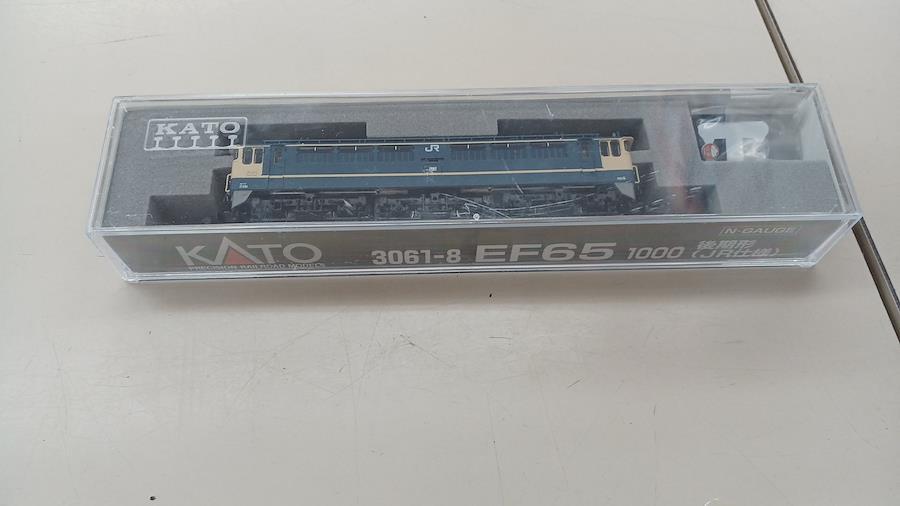 KATO
JR
KATO
PRECISION RAILROAD MODELS
3061-8 EF65 1000 後期形
(JR仕様)
N-GAUGE